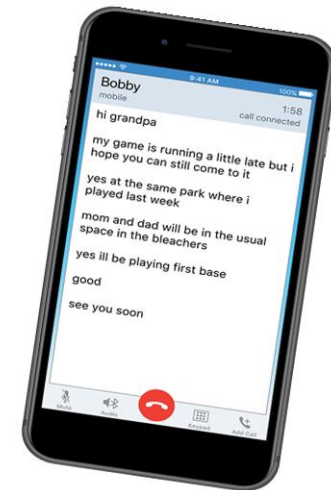 9:41 AM
100%
Bobby
1:58
mobile
call connected
hi grandpa
my game is running a little late but i
hope you can still come to it
yes at the same park where i
played last week
mom and dad will be in the usual
space in the bleachers
yes ill be playing first base
good
see you soon
Mute
Audio
Keypad
Add Call